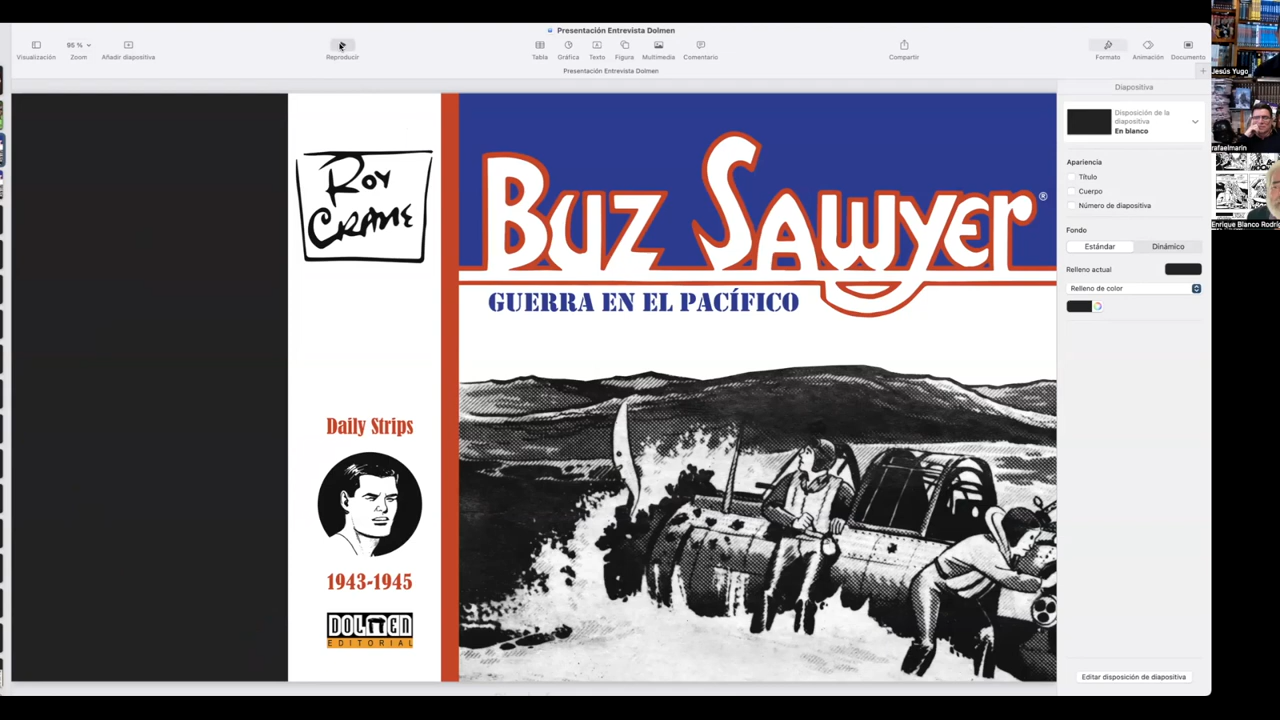 Presentación Entrevista Dolmen
95 %
Visualización
Zoom
Añadir diapositiva
Reproducir
Tabla
Gráfica
Texto
Figura
Multimedia
Comentario
Compartir
Formato
Animación
Documento
Presentación Entrevista Dolmen
Diapositiva
Disposición de la
diapositiva
En blanco
Apariencia
Título
Cuerpo
Número de diapositiva
Fondo
Estándar
Dinámico
Relleno actual
Relleno de color
Editar disposición de diapositiva
ROY
CRANE
BUZ SAWYER®
GUERRA EN EL PACÍFICO
Daily Strips
1943-1945
DOLMEN
EDITORIAL
Jesús Yugo
rafaelmarin
Enrique Blanco Rodríg